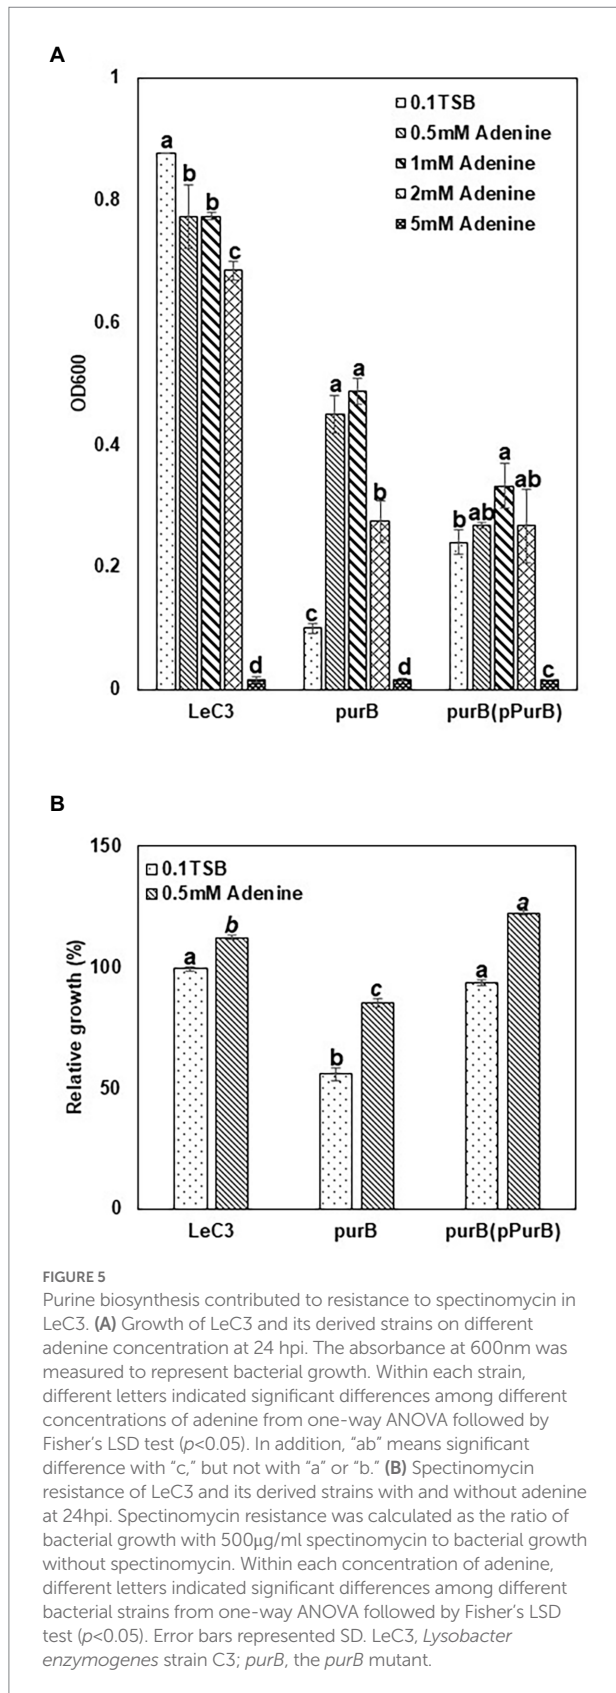 A
1
0.1TSB
0.5mM Adenine
1mM Adenine
2mM Adenine
5mM Adenine
a
b
b
c
0.8
0.6
OD600
a
a
0.4
b
a
b
ab
ab
0.2
c
d
d
c
0
LeC3
purB
purB(pPurB)
B
150
0.1TSB
0.5mM Adenine
a
b
a
a
100
c
b
Relative growth (%)
50
0
LeC3
purB
purB(pPurB)
FIGURE 5
Purine biosynthesis contributed to resistance to spectinomycin in
LeC3. (A) Growth of LeC3 and its derived strains on different
adenine concentration at 24 hpi. The absorbance at 600nm was
measured to represent bacterial growth. Within each strain,
different letters indicated significant differences among different
concentrations of adenine from one-way ANOVA followed by
Fisher's LSD test (p<0.05). In addition, “ab” means significant
difference with “c,” but not with “a” or “b.” (B) Spectinomycin
resistance of LeC3 and its derived strains with and without adenine
at 24hpi. Spectinomycin resistance was calculated as the ratio of
bacterial growth with 500μg/ml spectinomycin to bacterial growth
without spectinomycin. Within each concentration of adenine,
different letters indicated significant differences among different
bacterial strains from one-way ANOVA followed by Fisher's LSD
test (p<0.05). Error bars represented SD. LeC3, Lysobacter
enzymogenes strain C3; purB, the purB mutant.